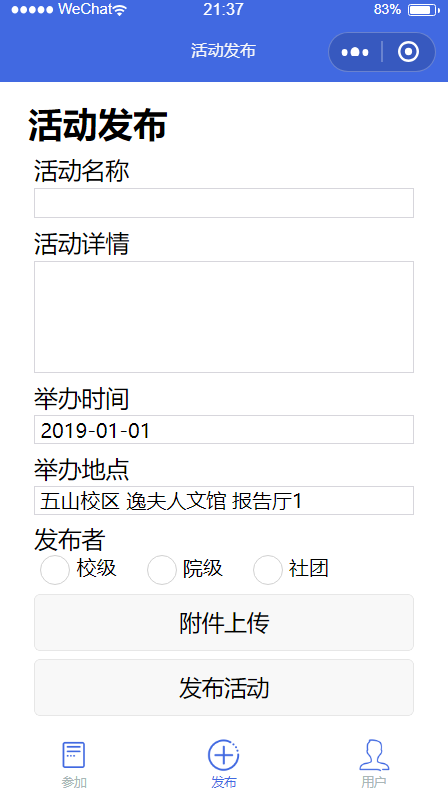 WeChat 21:37 83%
活动发布
活动发布
活动名称
活动详情
举办时间
2019-01-01
举办地点
五山校区 逸夫人文馆 报告厅1
发布者
校级 院级 社团
附件上传
发布活动
参加 发布 用户